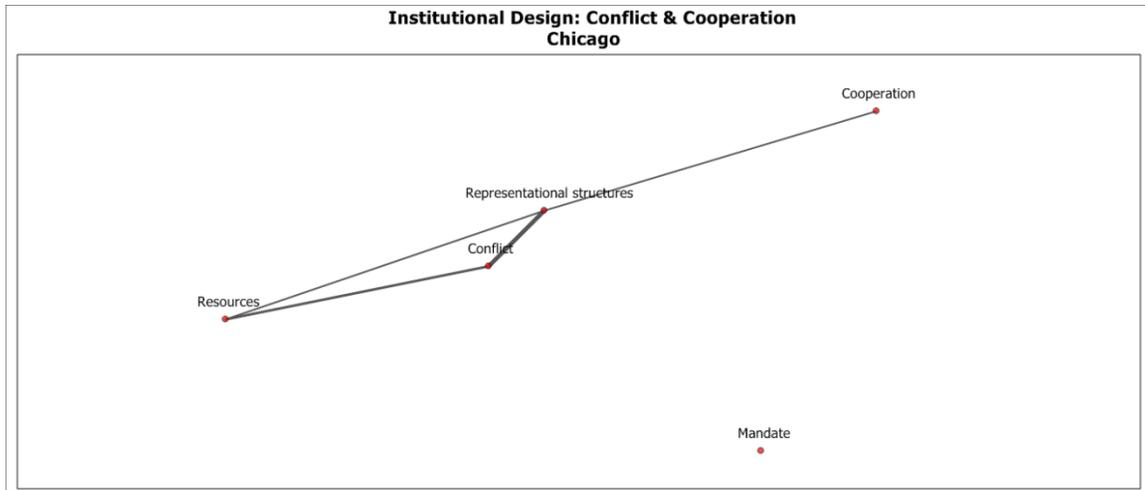 Institutional Design: Conflict & Cooperation
Chicago
Cooperation
Representational structures
Conflict
Resources
Mandate